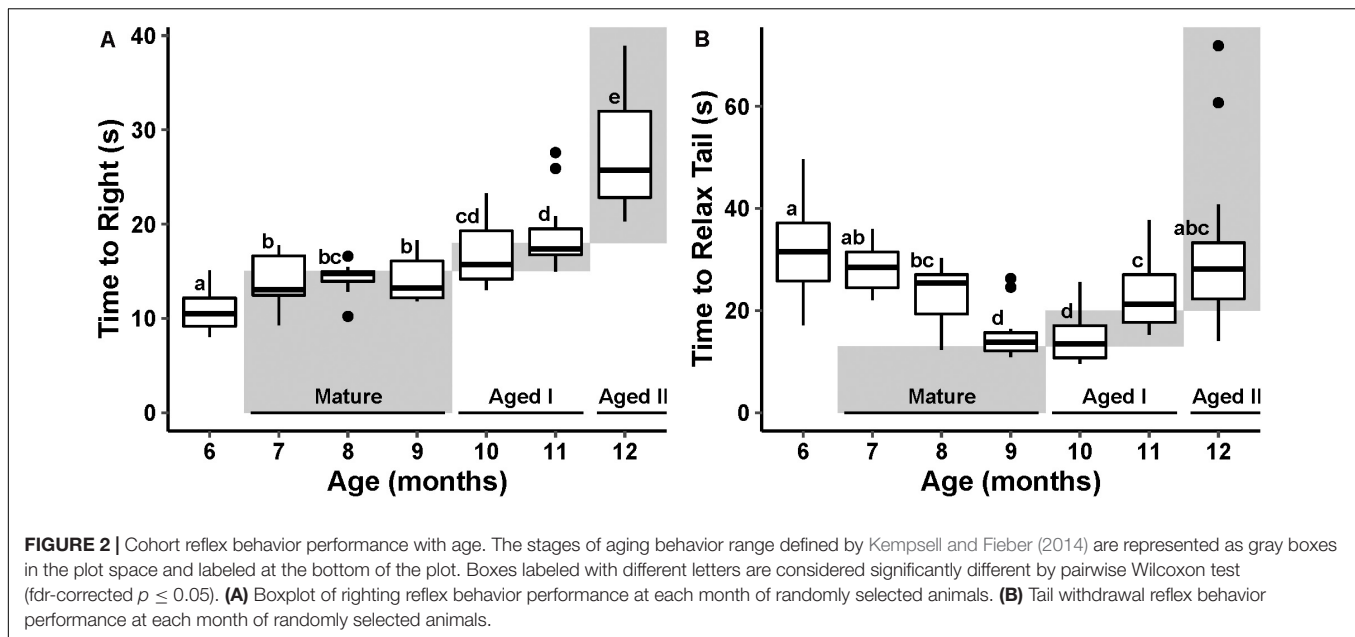 A
Time to Right (s)
40
30
20
10
0
a
b
bc
b
cd
d
e
Mature
Aged I
Aged II
6 7 8 9 10 11 12
Age (months)
B
Time to Relax Tail (s)
60
40
20
0
a
ab
bc
d
d
c
abc
Mature
Aged I
Aged II
6 7 8 9 10 11 12
Age (months)
FIGURE 2 | Cohort reflex behavior performance with age. The stages of aging behavior range defined by Kempsell and Fieber (2014) are represented as gray boxes
in the plot space and labeled at the bottom of the plot. Boxes labeled with different letters are considered significantly different by pairwise Wilcoxon test
(fdr-corrected p ≤ 0.05). (A) Boxplot of righting reflex behavior performance at each month of randomly selected animals. (B) Tail withdrawal reflex behavior
performance at each month of randomly selected animals.